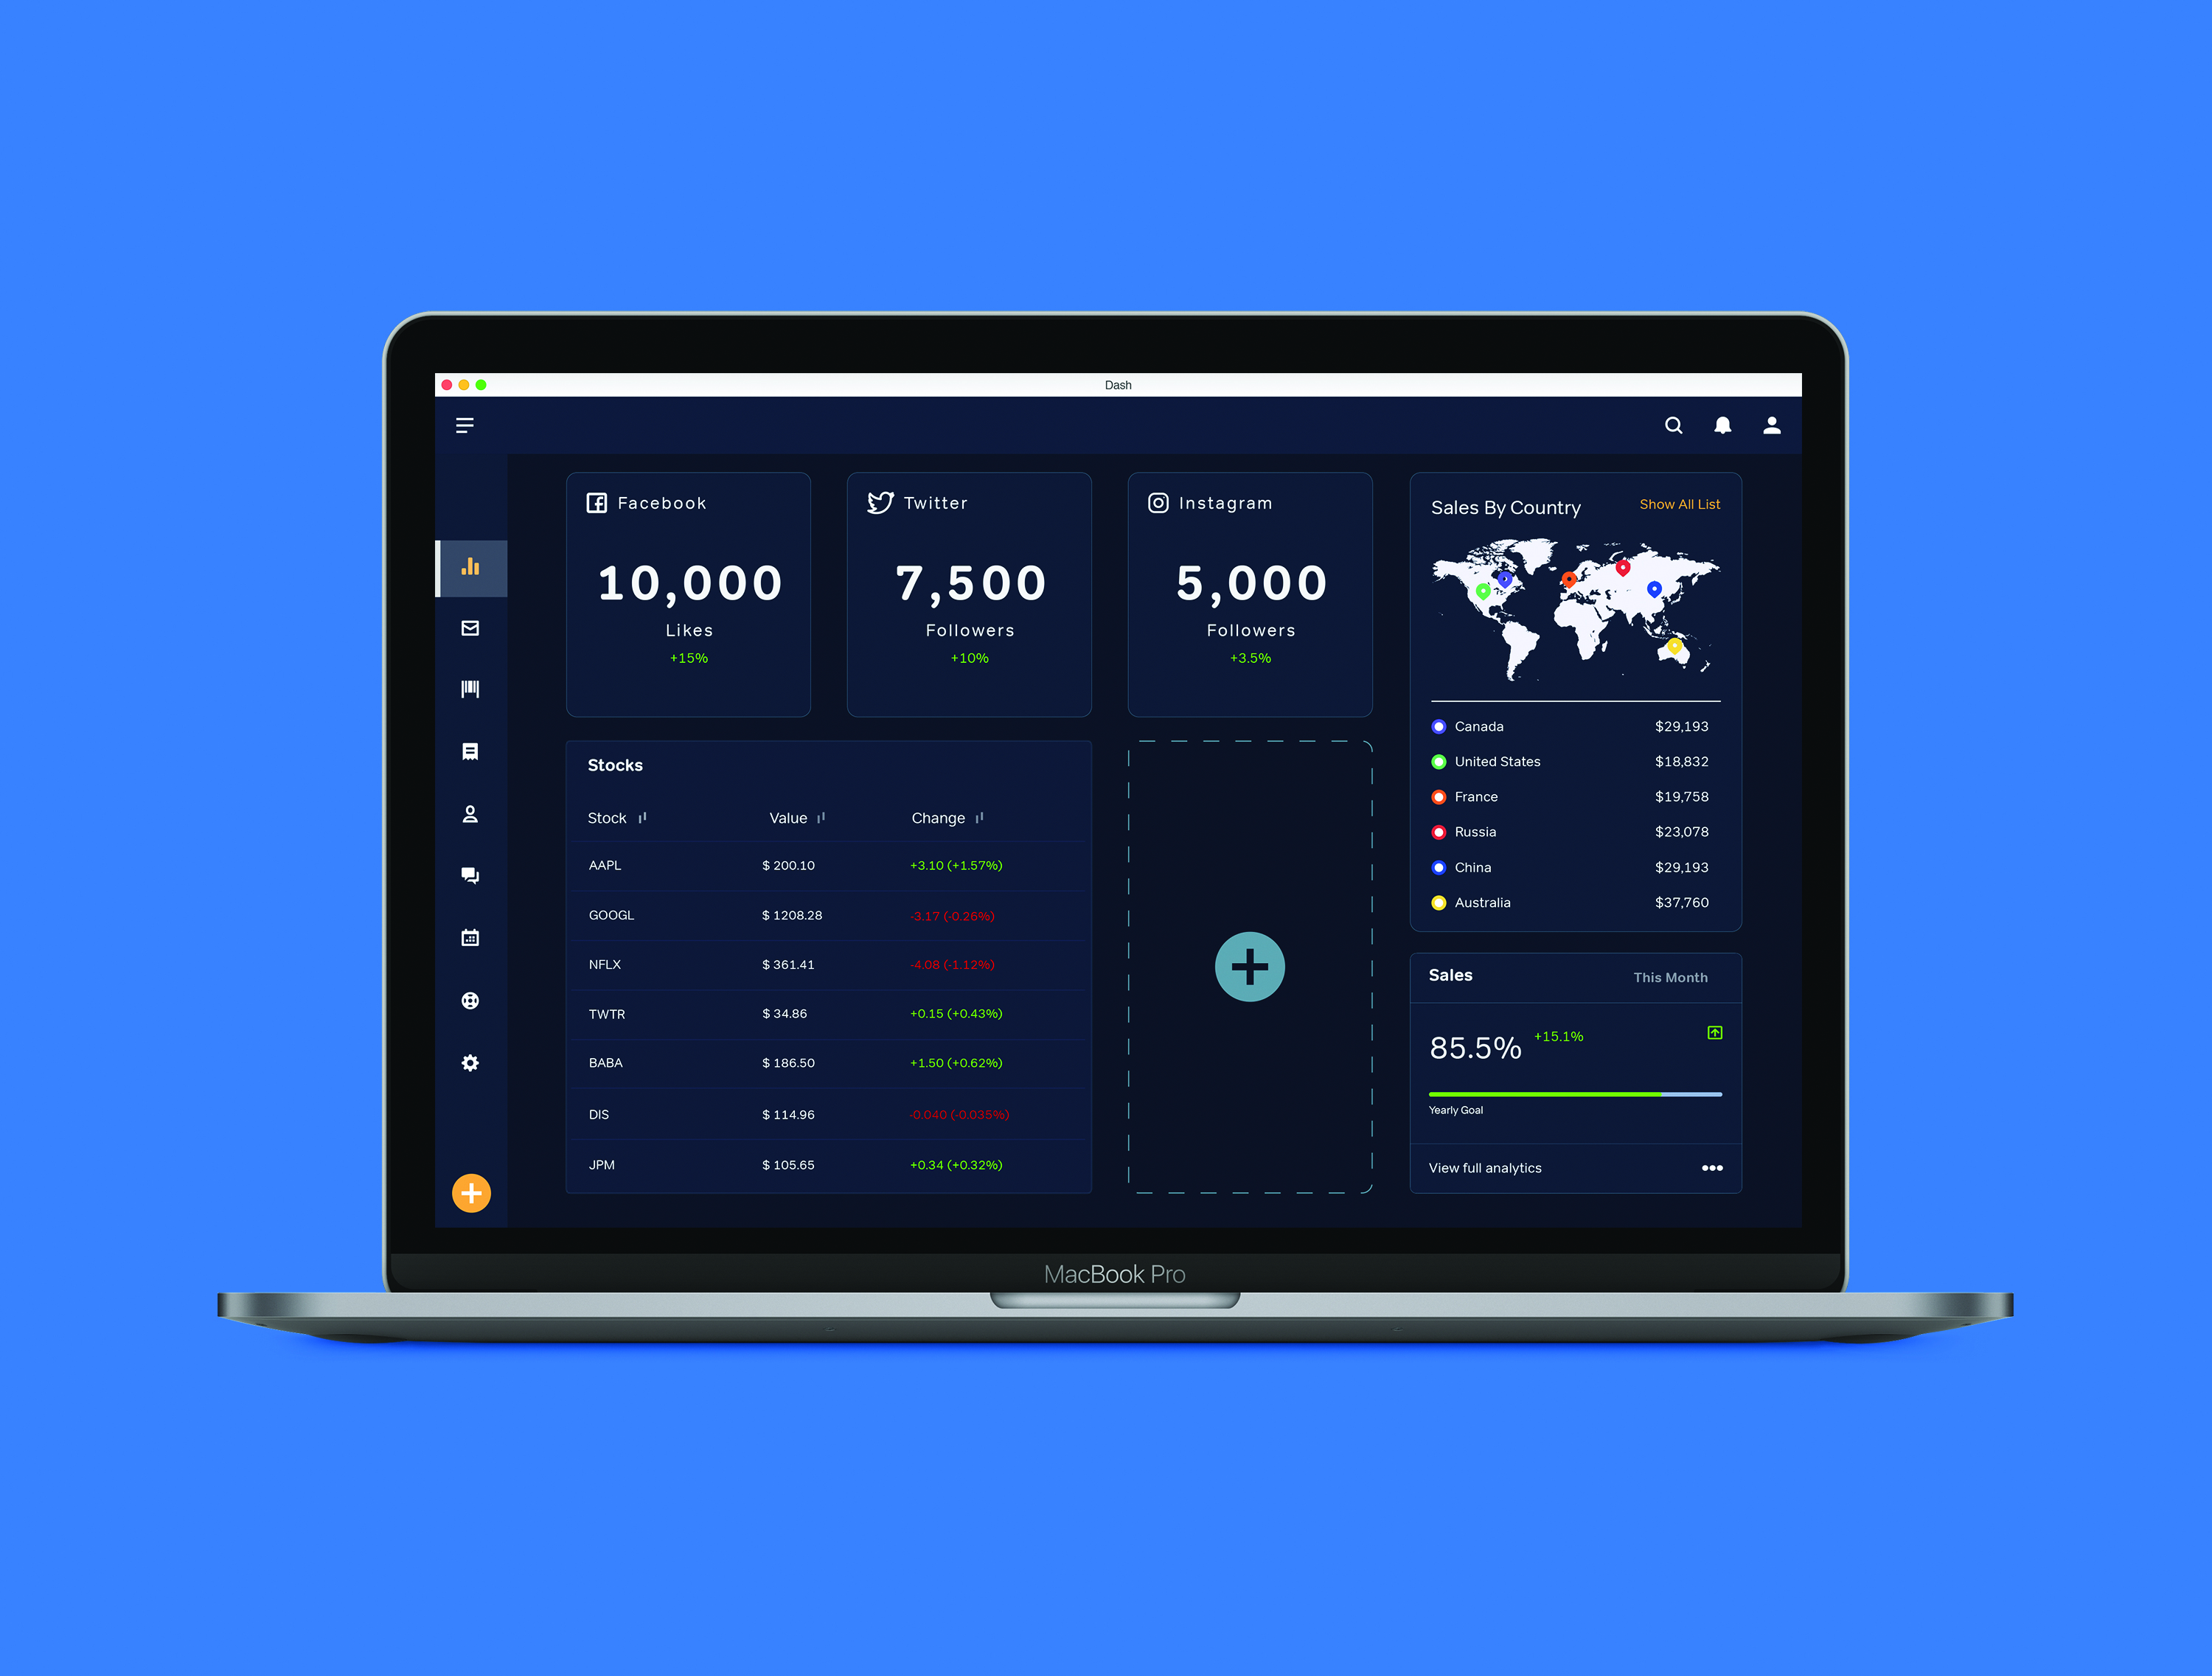 Dash
Facebook
10,000
Likes
+15%
Twitter
7,500
Followers
+10%
Instagram
5,000
Followers
+3.5%
Sales By Country Show All List
Canada $29,193
United States $18,832
France $19,758
Russia $23,078
China $29,193
Australia $37,760
Stocks
Stock Value Change
AAPL $ 200.10 +3.10 (+1.57%)
GOOGL $ 1208.28 -3.17 (-0.26%)
NFLX $ 361.41 -4.08 (-1.12%)
TWTR $ 34.86 +0.15 (+0.43%)
BABA $ 186.50 +1.50 (+0.62%)
DIS $ 114.96 -0.040 (-0.035%)
JPM $ 105.65 +0.34 (+0.32%)
Sales This Month
85.5% +15.1%
Yearly Goal
View full analytics
MacBook Pro